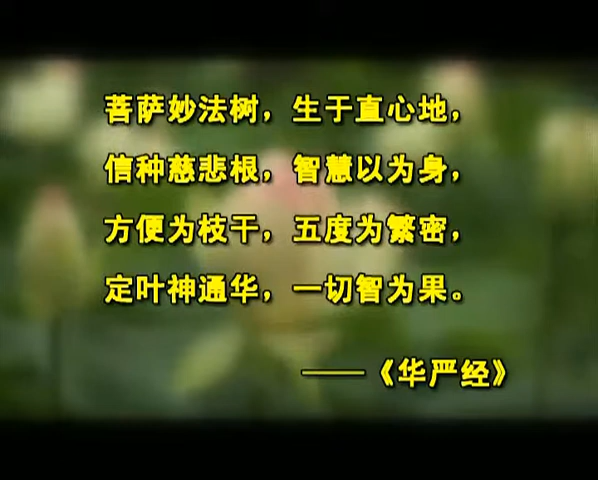 菩萨妙法树，生于直心地，
信种慈悲根，智慧以为身，
方便为枝干，五度为繁密，
定叶神通华，一切智为果。
——《华严经》